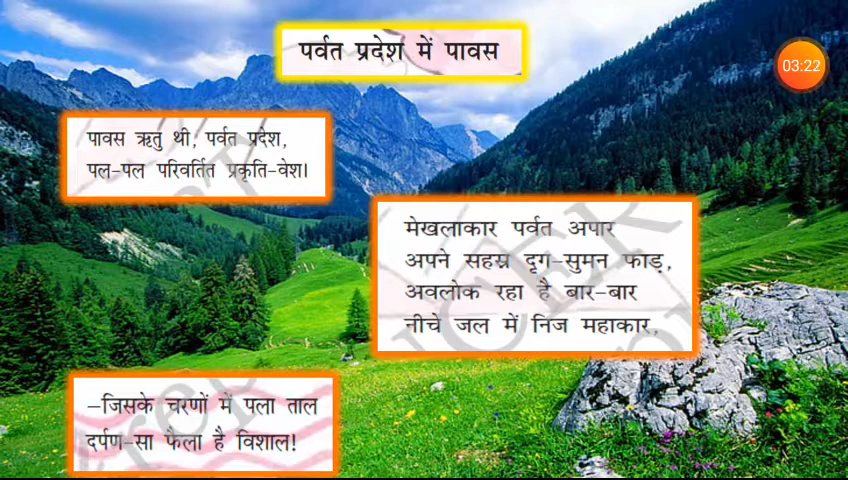 पर्वत प्रदेश में पावस
03:22
पावस ऋतु थी, पर्वत प्रदेश,
पल-पल परिवर्तित प्रकृति-वेश।
मेखलाकार पर्वत अपार
अपने सहस्र दृग-सुमन फाड़,
अवलोक रहा है बार-बार
नीचे जल में निज महाकार,
–जिसके चरणों में पला ताल
दर्पण-सा फैला है विशाल!